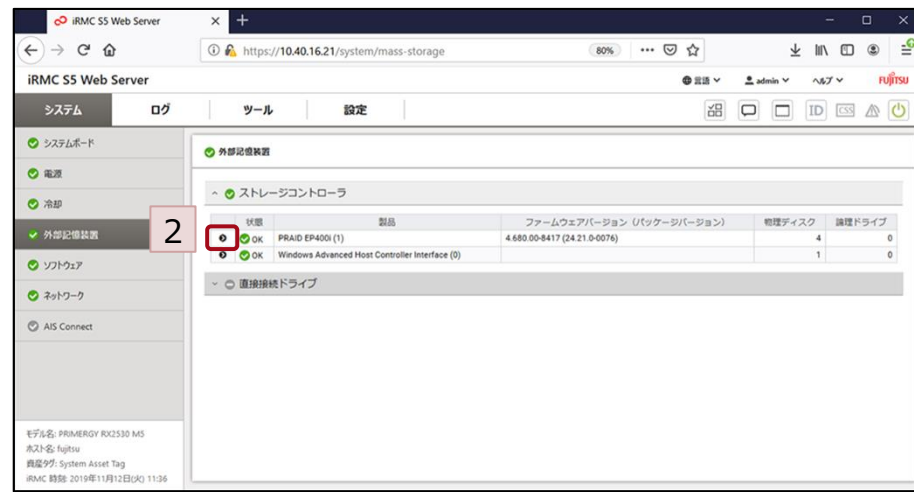 iRMC S5 Web Server
https://10.40.16.21/system/mass-storage
80%
iRMC S5 Web Server
言語
admin
ヘルプ
FUJITSU
システム
ログ
ツール
設定
ID
CSS
システムボード
電源
冷却
外部記憶装置
ソフトウェア
ネットワーク
AIS Connect
2
外部記憶装置
ストレージコントローラ
状態 製品 ファームウェアバージョン（パッケージバージョン） 物理ディスク 論理ドライブ
OK PRAID EP400i (1) 4.680.00-8417 (24.21.0-0076) 4 0
OK Windows Advanced Host Controller Interface (0) 1 0
直接接続ドライブ
モデル名: PRIMERGY RX2530 M5
ホスト名: fujitsu
資産タグ: System Asset Tag
iRMC 時刻: 2019年11月12日(火) 11:36